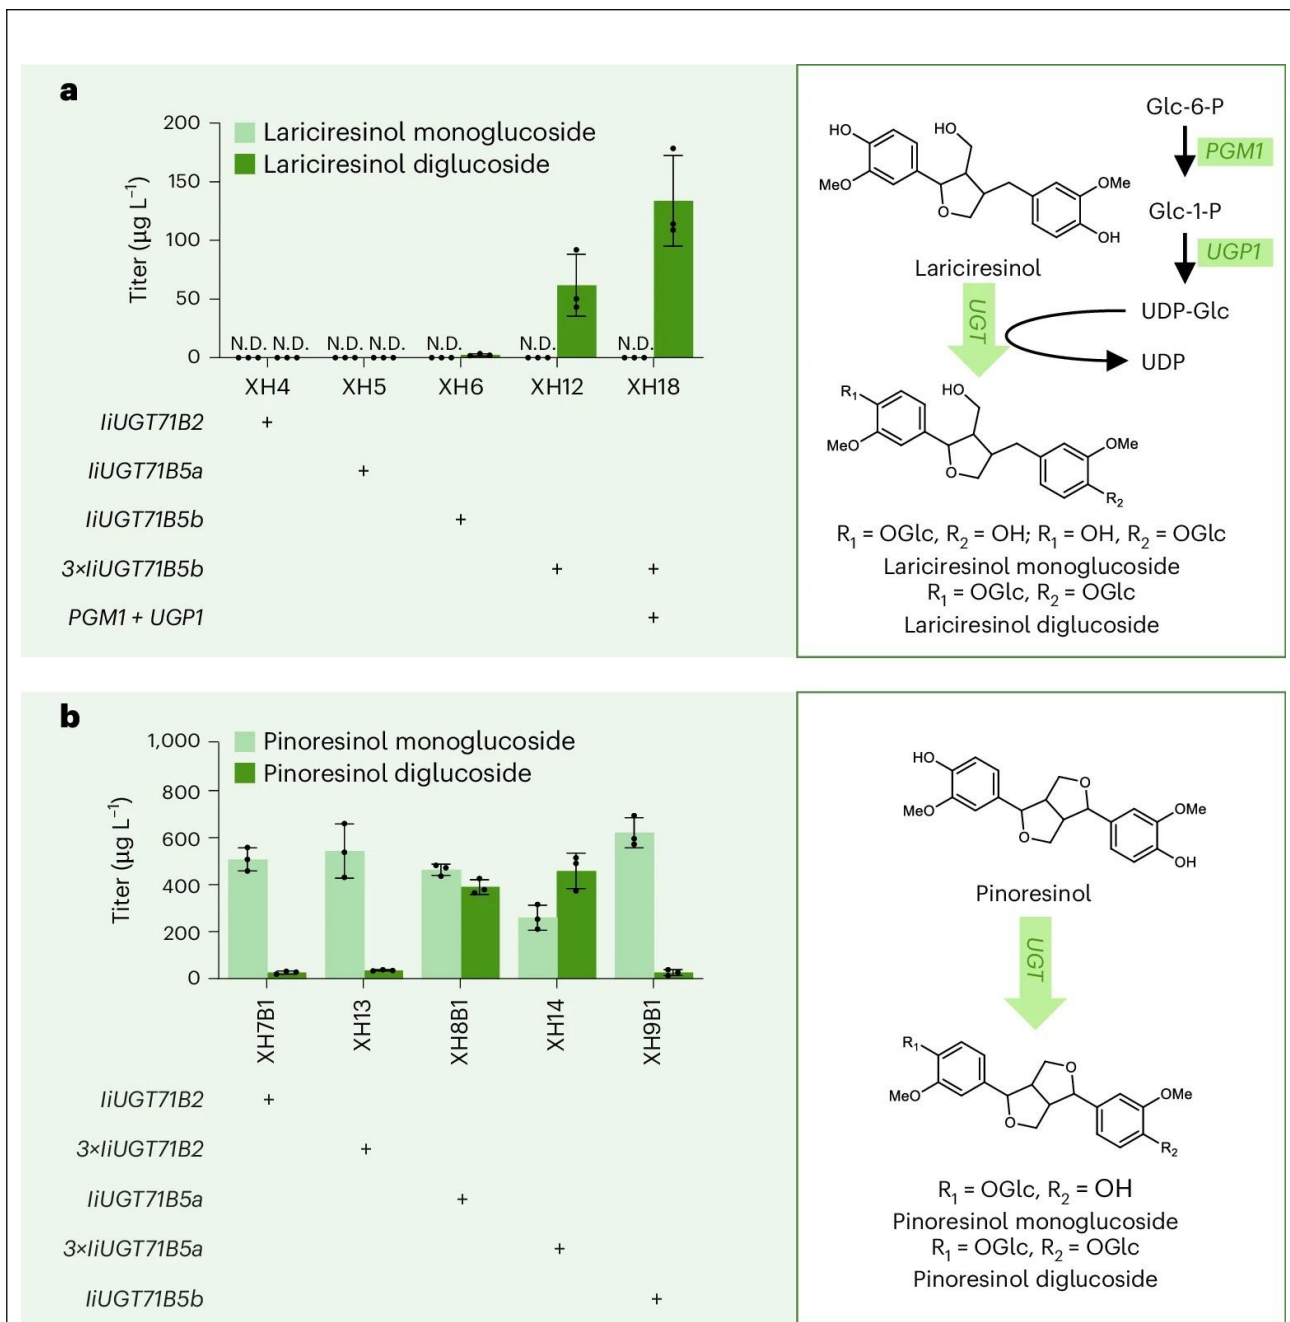 a
200
150
100
50
0
Titer (µg L⁻¹)
Lariciresinol monoglucoside
Lariciresinol diglucoside
N.D. N.D. N.D. N.D. N.D. N.D. N.D.
XH4 XH5 XH6 XH12 XH18
IiUGT71B2 +
IiUGT71B5a +
IiUGT71B5b +
3×IiUGT71B5b + +
PGM1 + UGP1 +
HO
HO
MeO
O
OMe
OH
Lariciresinol
Glc-6-P
PGM1
Glc-1-P
UGP1
UDP-Glc
UDP
UGT
HO
R₁
MeO
O
OMe
R₂
R₁ = OGlc, R₂ = OH; R₁ = OH, R₂ = OGlc
Lariciresinol monoglucoside
R₁ = OGlc, R₂ = OGlc
Lariciresinol diglucoside
b
1,000
800
600
400
200
0
Titer (µg L⁻¹)
Pinoresinol monoglucoside
Pinoresinol diglucoside
XH7B1 XH13 XH8B1 XH14 XH9B1
IiUGT71B2 +
3×IiUGT71B2 +
IiUGT71B5a +
3×IiUGT71B5a +
IiUGT71B5b +
HO
MeO
O
O
OMe
OH
Pinoresinol
UGT
R₁
MeO
O
O
OMe
R₂
R₁ = OGlc, R₂ = OH
Pinoresinol monoglucoside
R₁ = OGlc, R₂ = OGlc
Pinoresinol diglucoside